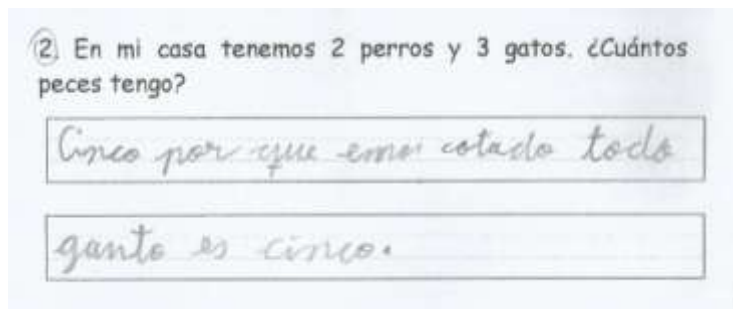 2. En mi casa tenemos 2 perros y 3 gatos. ¿Cuántos
peces tengo?
Cinco por que emos cotado todo
ganto es cinco.